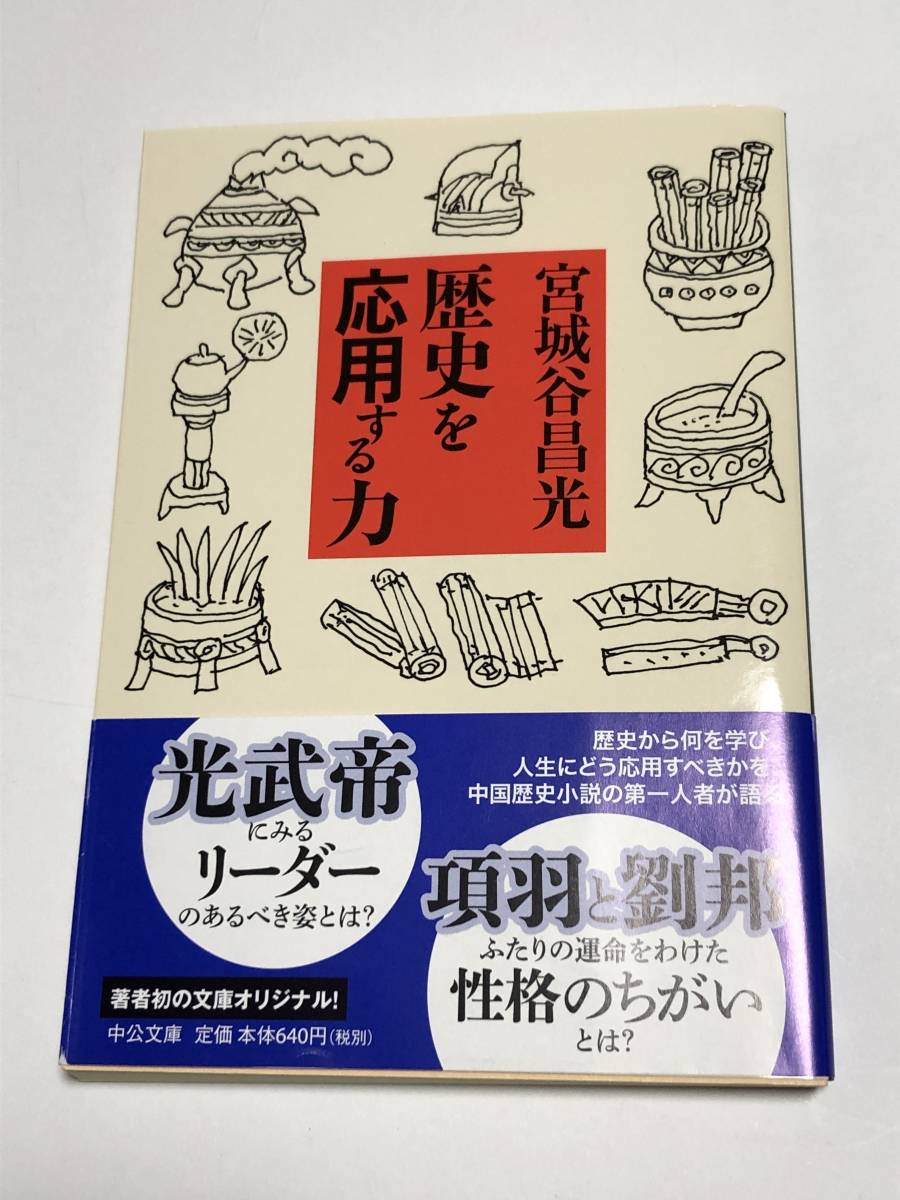 宮城谷昌光
歴史を
応用する力
光武帝
にみる
リーダー
のあるべき姿とは?
歴史から何を学び、
人生にどう応用すべきかを、
中国歴史小説の第一人者が語る
項羽と劉邦
ふたりの運命をわけた
性格のちがい
とは?
著者初の文庫オリジナル!
中公文庫 定価 本体640円(税別)